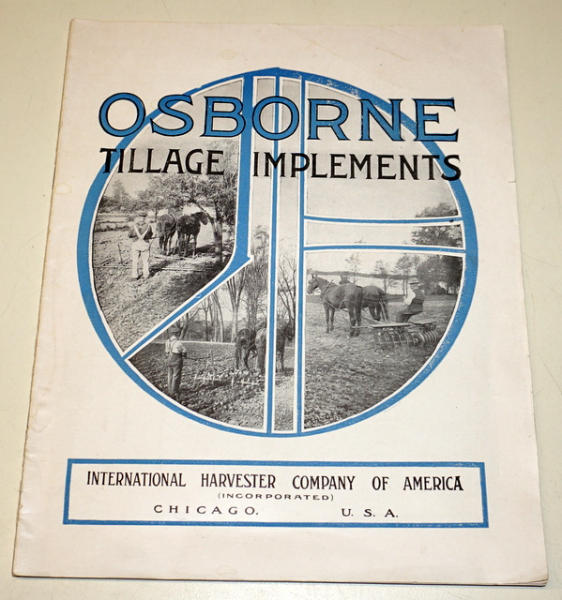 OSBORNE
TILLAGE IMPLEMENTS
INTERNATIONAL HARVESTER COMPANY OF AMERICA
(INCORPORATED)
CHICAGO. U. S. A.